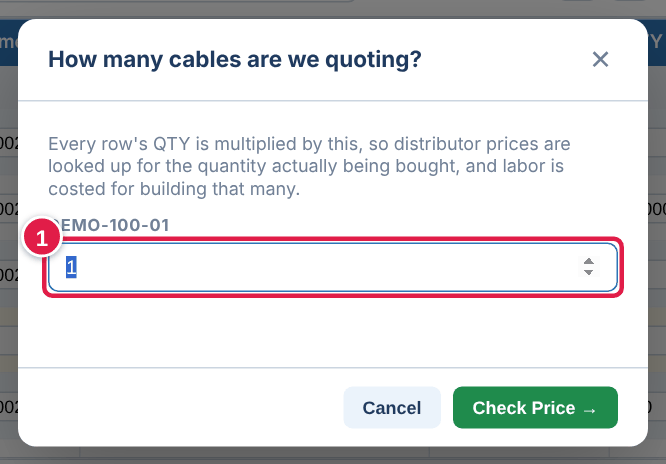 How many cables are we quoting?
Every row's QTY is multiplied by this, so distributor prices are
looked up for the quantity actually being bought, and labor is
costed for building that many.
EMO-100-01
1
1
Cancel
Check Price →